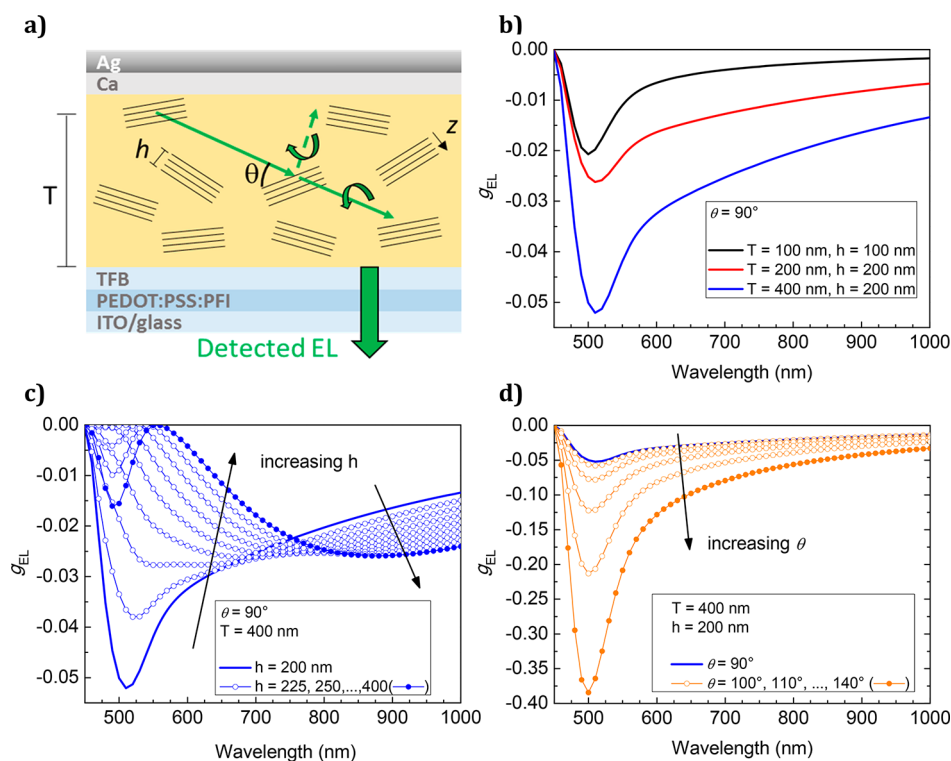 a)
Ag
Ca
T
h
θ
z
TFB
PEDOT:PSS:PFI
ITO/glass
Detected EL
b)
0.00
-0.01
-0.02
-0.03
-0.04
-0.05
gEL
θ = 90°
T = 100 nm, h = 100 nm
T = 200 nm, h = 200 nm
T = 400 nm, h = 200 nm
500 600 700 800 900 1000
Wavelength (nm)
c)
0.00
-0.01
-0.02
-0.03
-0.04
-0.05
gEL
increasing h
θ = 90°
T = 400 nm
h = 200 nm
h = 225, 250,...,400( )
500 600 700 800 900 1000
Wavelength (nm)
d)
0.00
-0.05
-0.10
-0.15
-0.20
-0.25
-0.30
-0.35
-0.40
gEL
increasing θ
T = 400 nm
h = 200 nm
θ = 90°
θ = 100°, 110°, ..., 140° ( )
500 600 700 800 900 1000
Wavelength (nm)